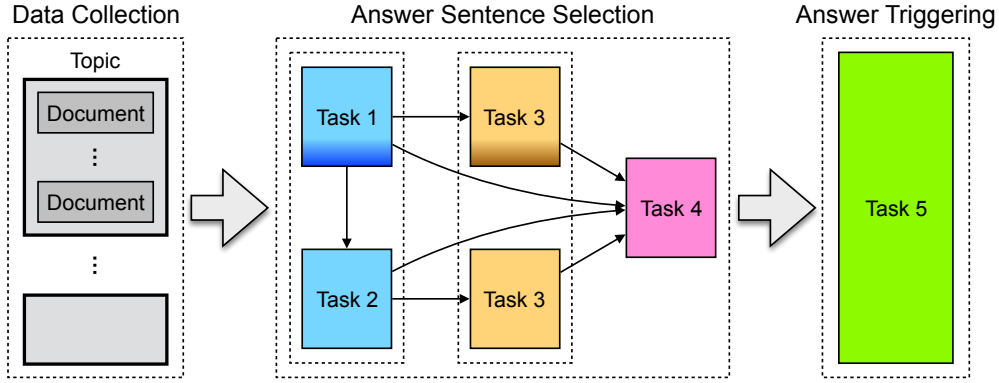 Data Collection
Answer Sentence Selection
Answer Triggering
Topic
Document
...
Document
...
Task 1
Task 3
Task 2
Task 3
Task 4
Task 5